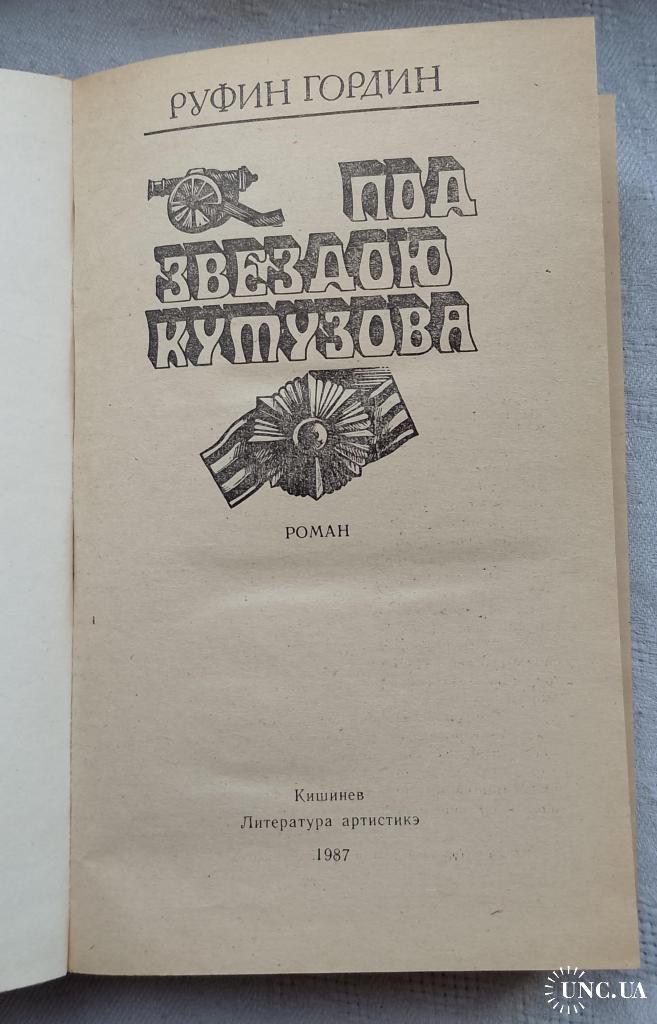 РУФИН ГОРДИН
ПОД
ЗВЕЗДОЮ
КУТУЗОВА
РОМАН
Кишинев
Литература артистикэ
1987
UNC.UA